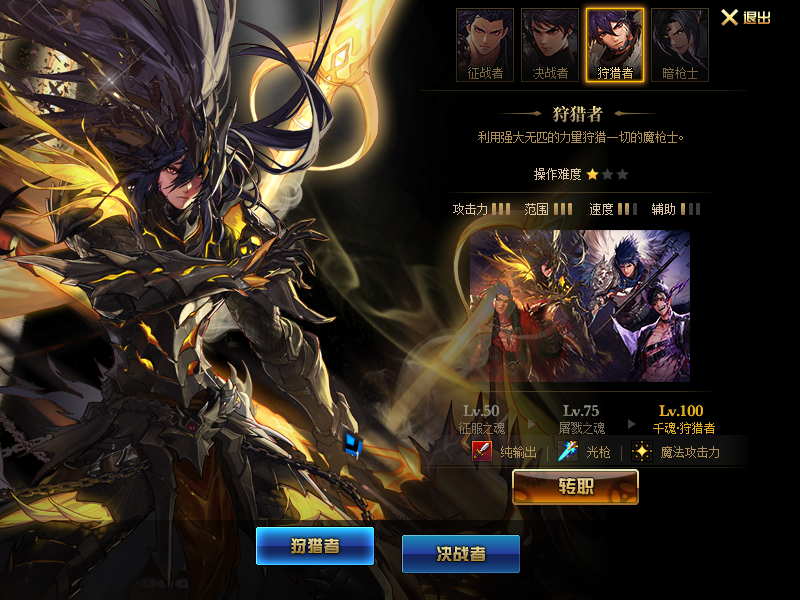 退出
征战者 决战者 狩猎者 暗枪士
狩猎者
利用强大无匹的力量狩猎一切的魔枪士。
操作难度
攻击力 范围 速度 辅助
Lv.50 Lv.75 Lv.100
征服之魂 屠戮之魂 千魂·狩猎者
纯输出 光枪 魔法攻击力
转职
狩猎者 决战者